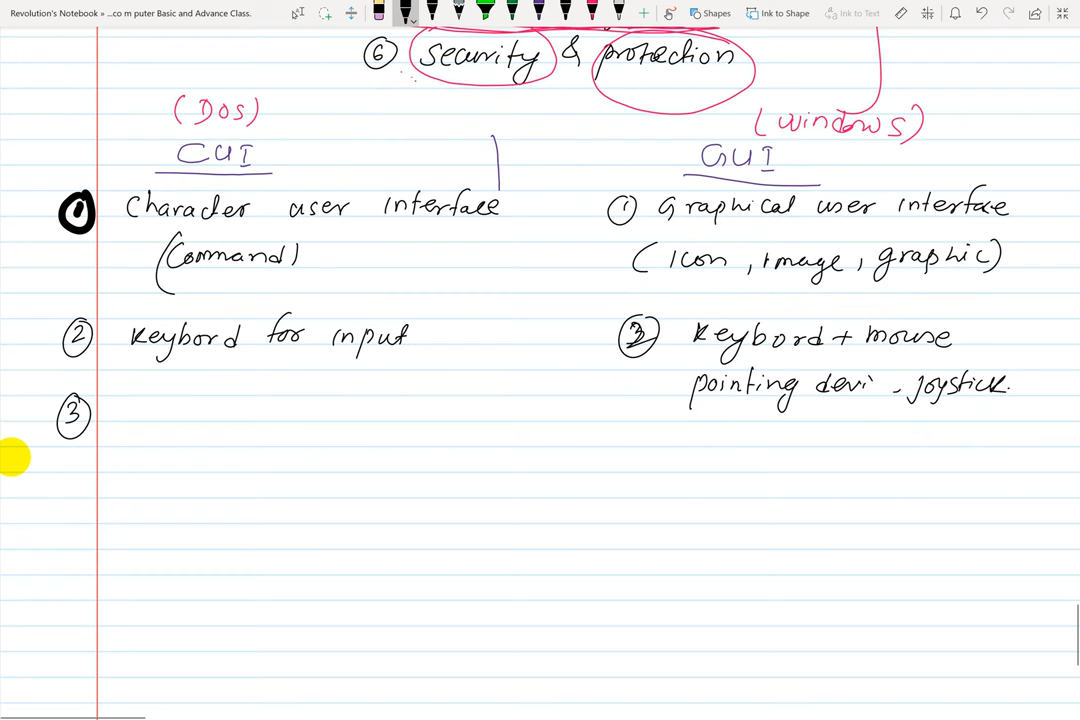 Revolution's Notebook » ...co m puter Basic and Advance Class.
Shapes
Ink to Shape
Ink to Text
⑥ security & protection
(DOS)
(windows)
CUI
GUI
① Character user interface
(Command)
① Graphical user interface
(Icon, image, graphic)
② Keybord for input
② Keybord + mouse
pointing devi - Joystick.
③